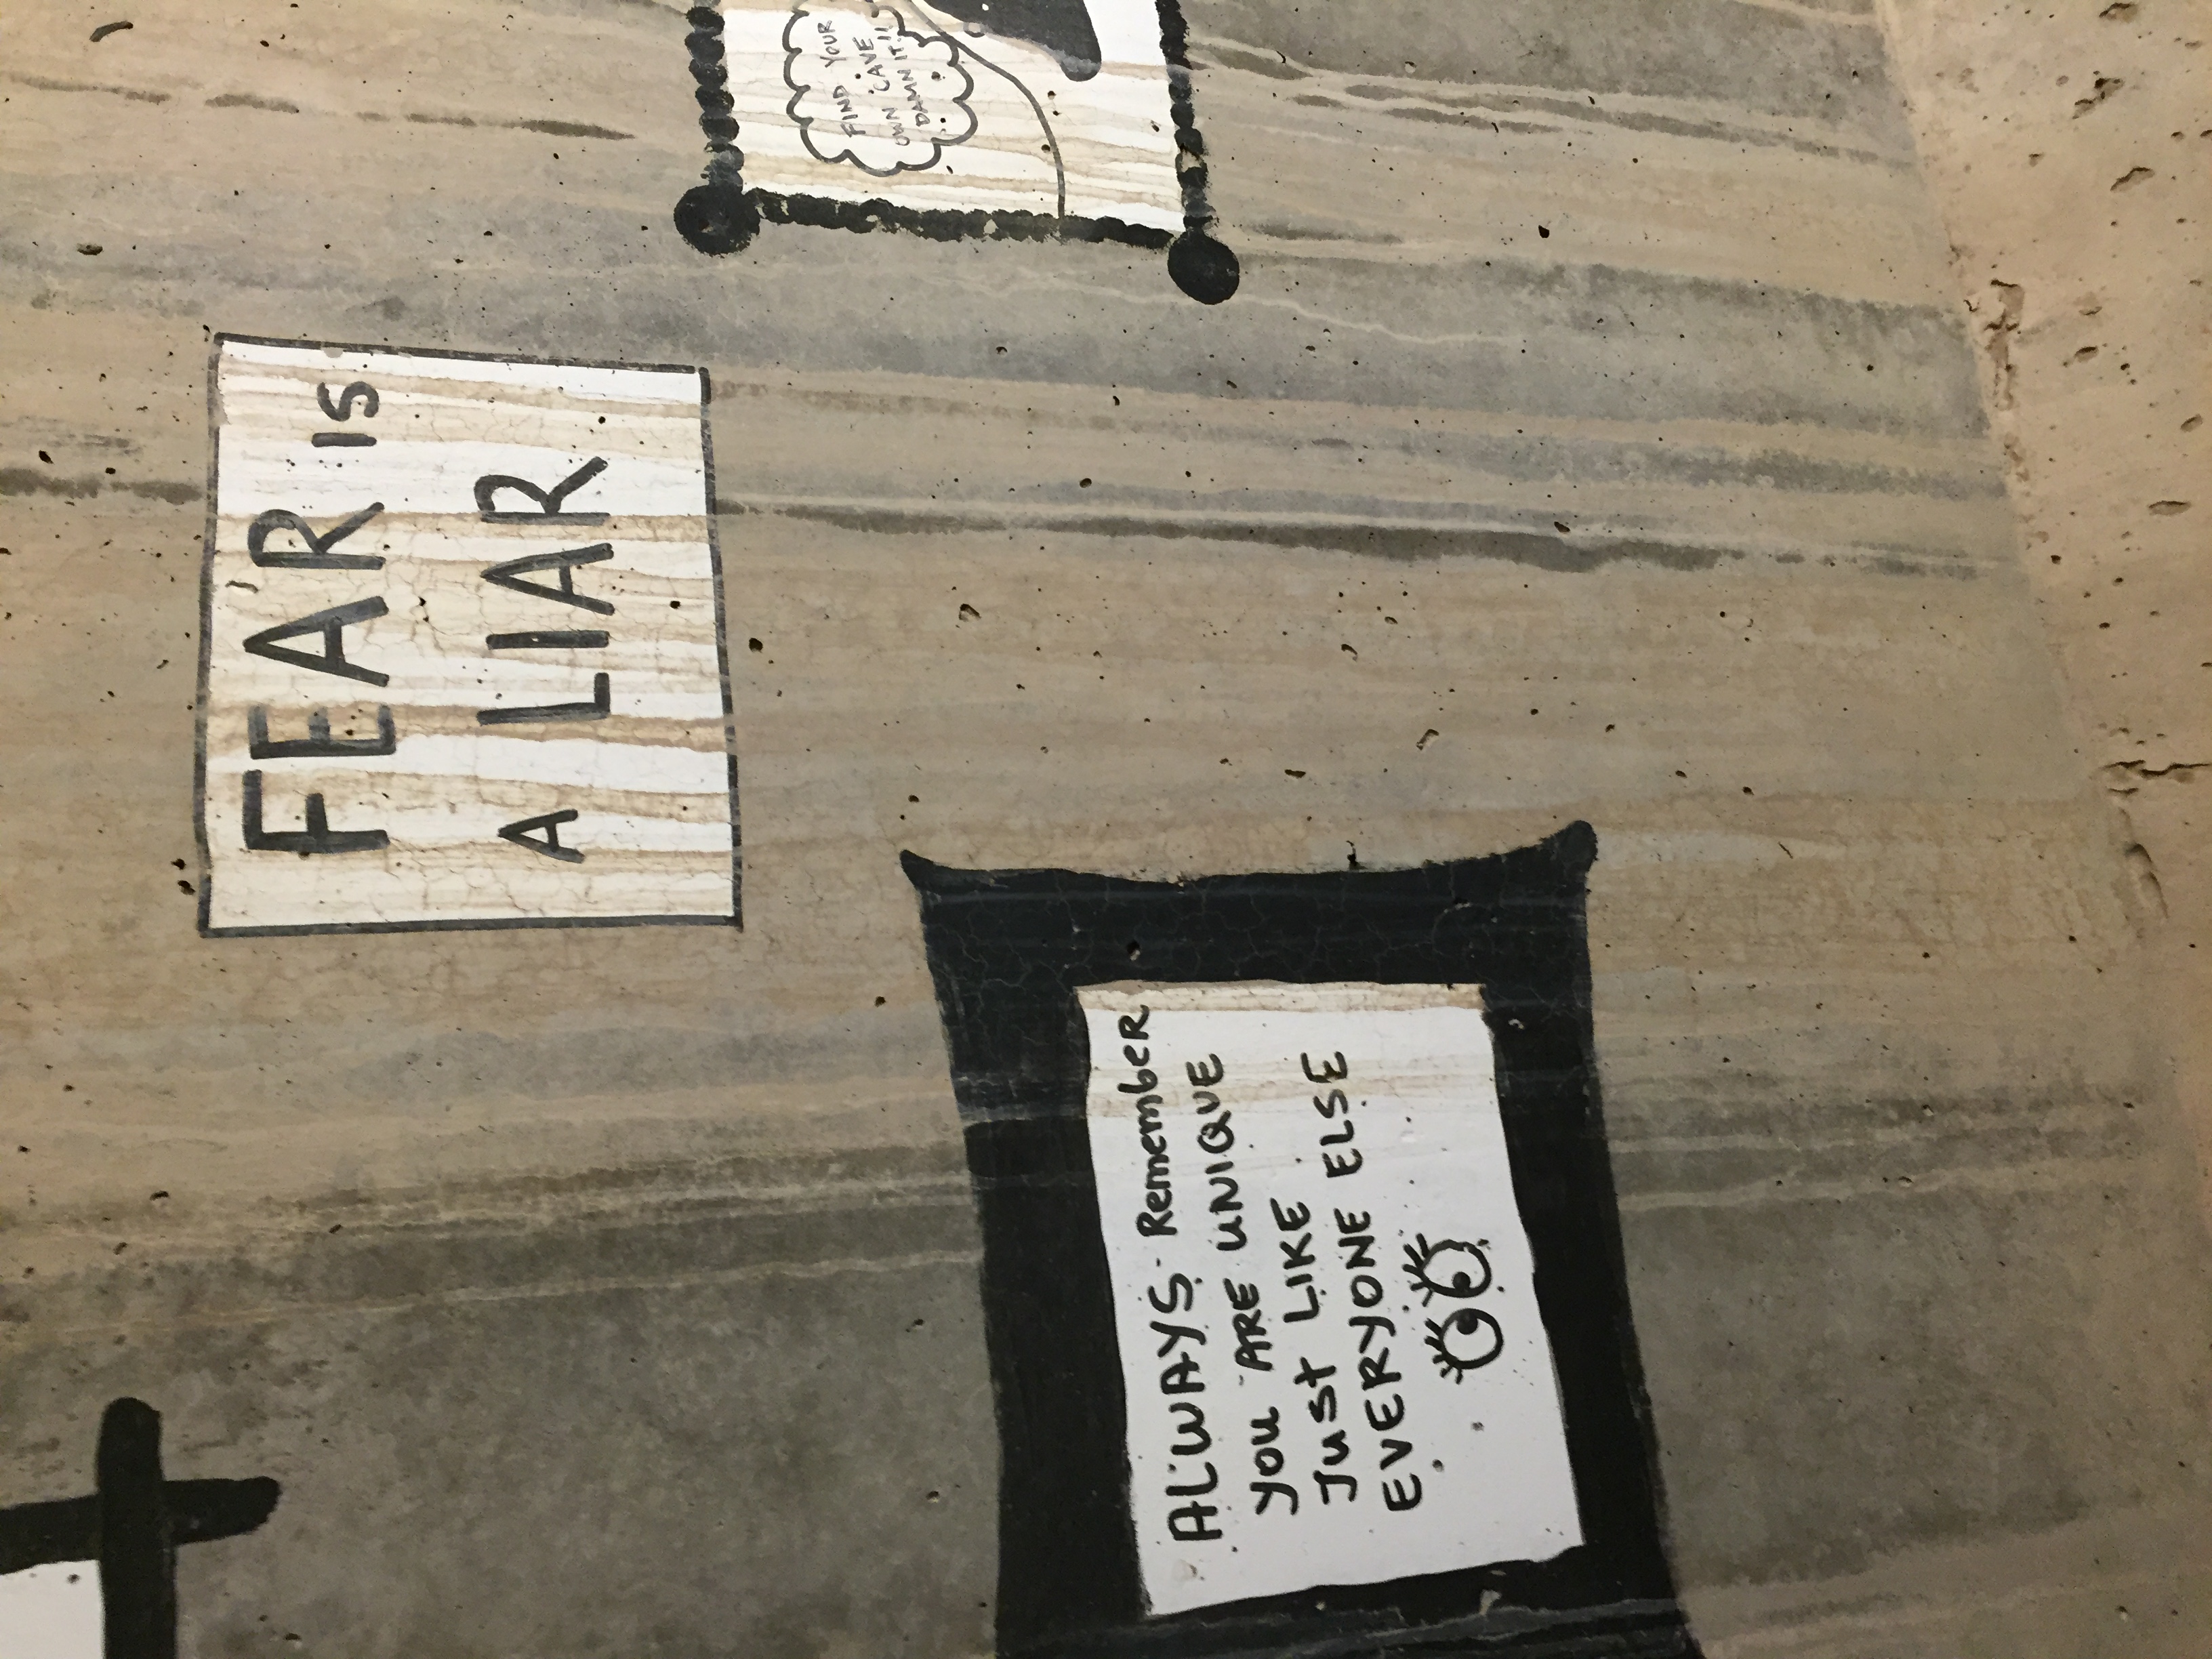 FEAR IS
A LIAR
FIND YOUR
OWN CAVE
DAMN IT!!
ALWAYS RemembeR
you ARE UNIQUE
Just LIKE
EVERYONE ELSE